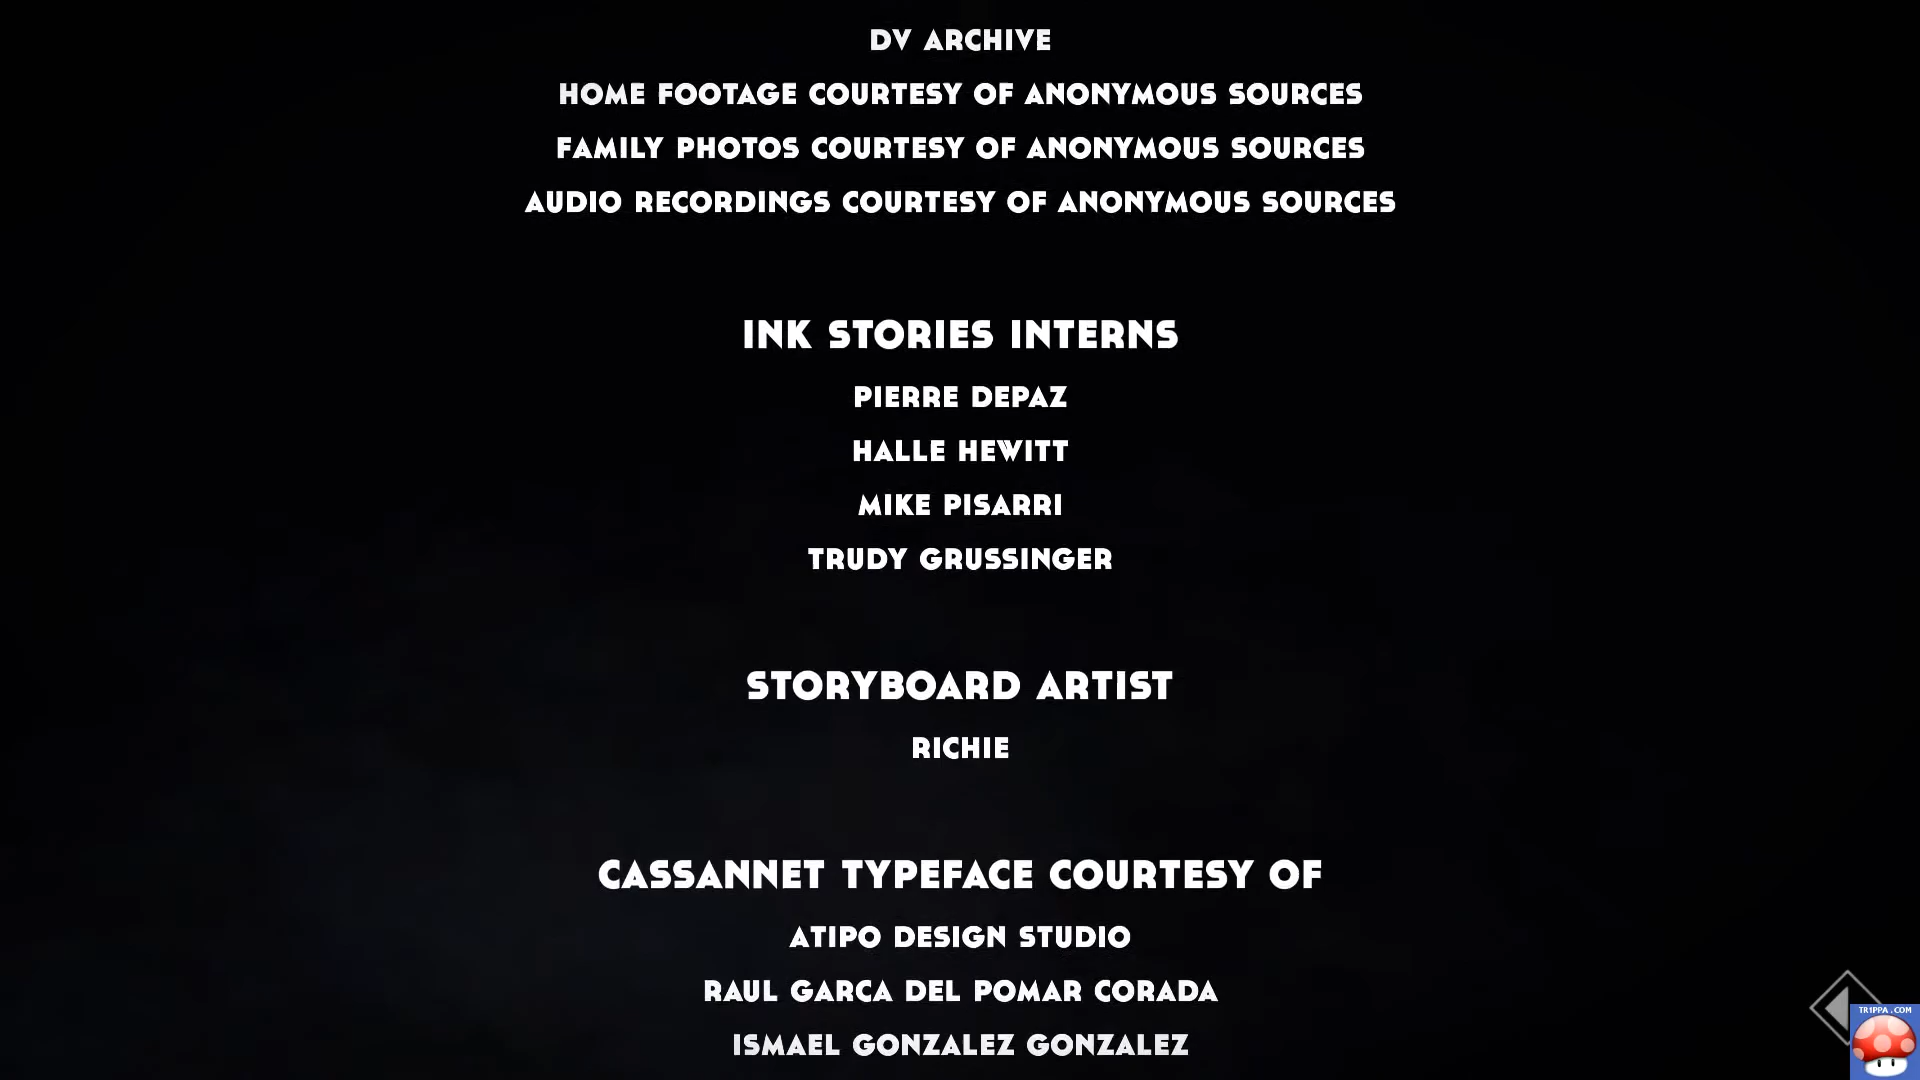 DV ARCHIVE
HOME FOOTAGE COURTESY OF ANONYMOUS SOURCES
FAMILY PHOTOS COURTESY OF ANONYMOUS SOURCES
AUDIO RECORDINGS COURTESY OF ANONYMOUS SOURCES
INK STORIES INTERNS
PIERRE DEPAZ
HALLE HEWITT
MIKE PISARRI
TRUDY GRUSSINGER
STORYBOARD ARTIST
RICHIE
CASSANNET TYPEFACE COURTESY OF
ATIPO DESIGN STUDIO
RAUL GARCA DEL POMAR CORADA
ISMAEL GONZALEZ GONZALEZ
TR1PPA.COM